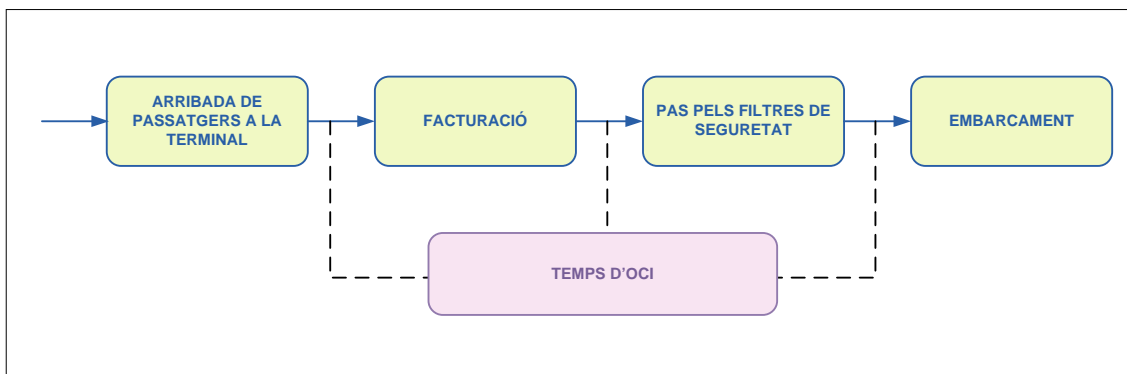 ARRIBADA DE
PASSATGERS A LA
TERMINAL
FACTURACIÓ
PAS PELS FILTRES DE
SEGURETAT
EMBARCAMENT
TEMPS D’OCI